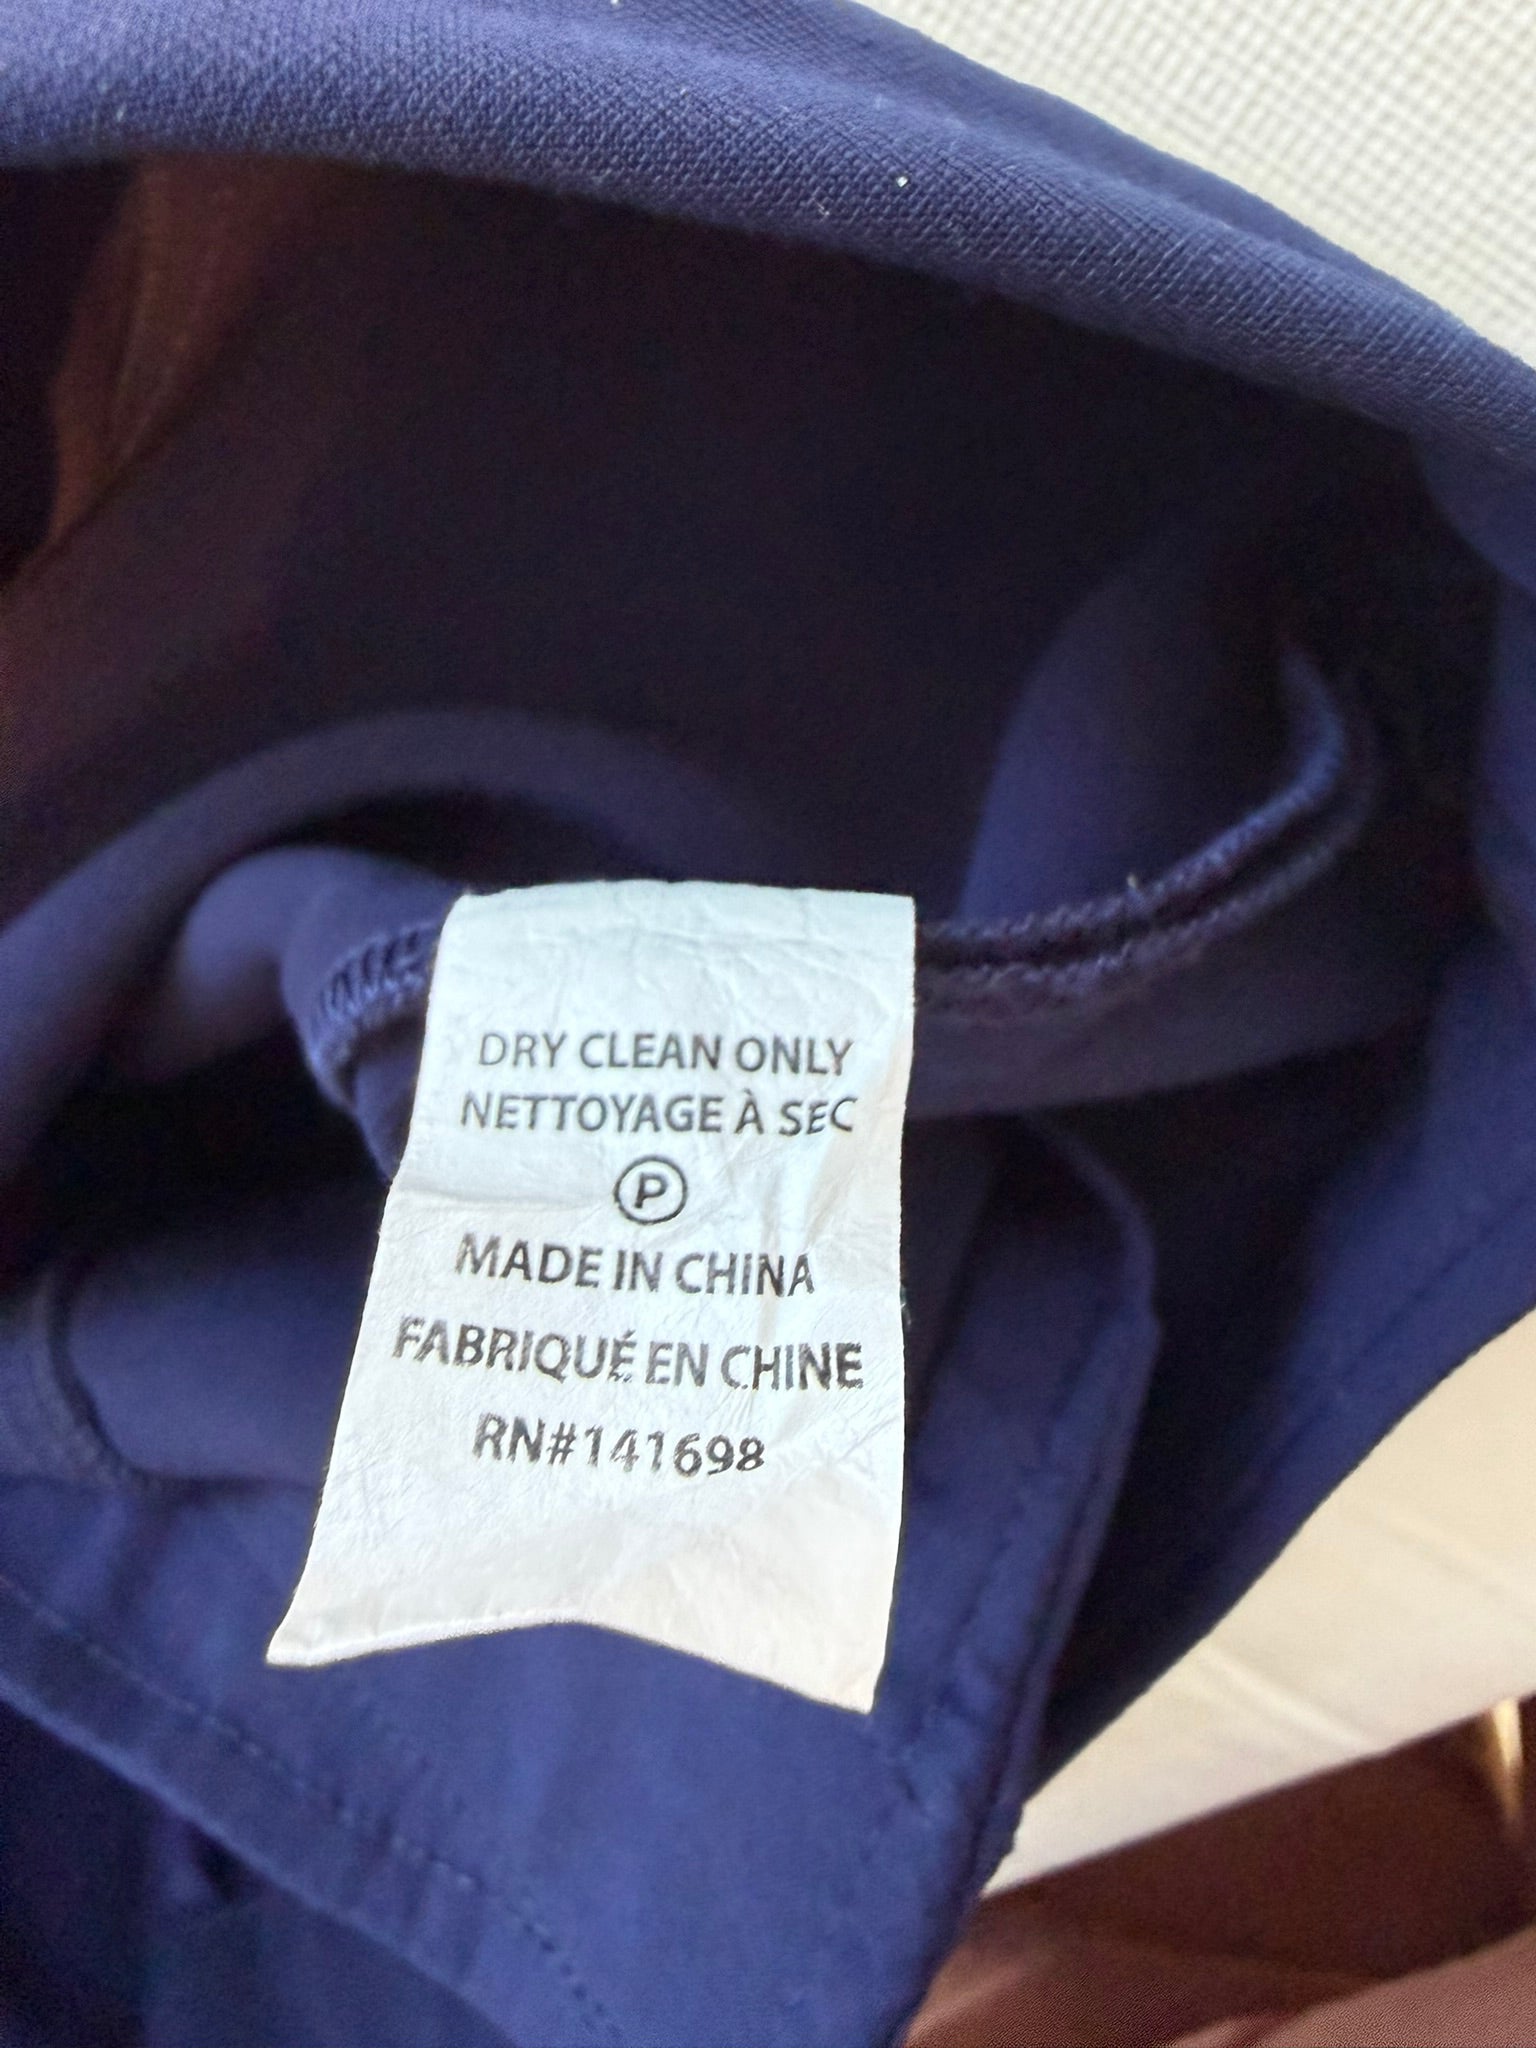 DRY CLEAN ONLY
NETTOYAGE À SEC
P
MADE IN CHINA
FABRIQUÉ EN CHINE
RN#141698